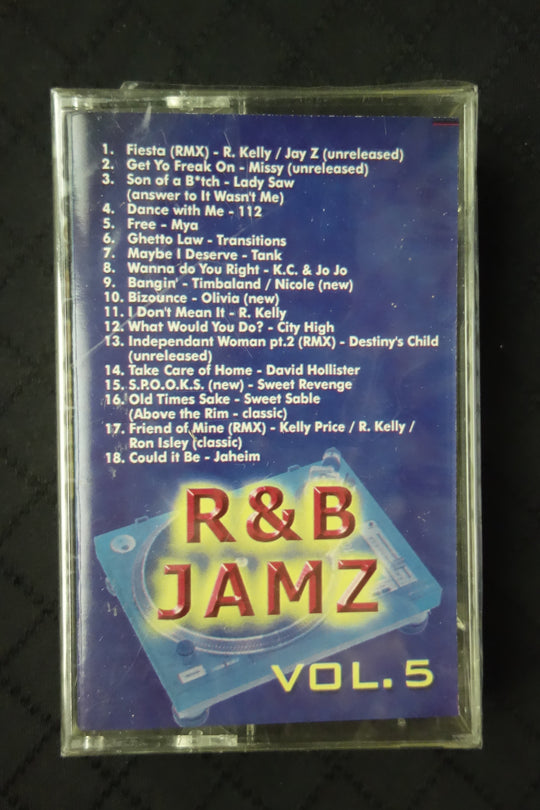 1. Fiesta (RMX) - R. Kelly / Jay Z (unreleased)
2. Get Yo Freak On - Missy (unreleased)
3. Son of a B*tch - Lady Saw
(answer to It Wasn't Me)
4. Dance with Me - 112
5. Free - Mya
6. Ghetto Law - Transitions
7. Maybe I Deserve - Tank
8. Wanna do You Right - K.C. & Jo Jo
9. Bangin' - Timbaland / Nicole (new)
10. Bizounce - Olivia (new)
11. I Don't Mean It - R. Kelly
12. What Would You Do? - City High
13. Independant Woman pt.2 (RMX) - Destiny's Child
(unreleased)
14. Take Care of Home - David Hollister
15. S.P.O.O.K.S. (new) - Sweet Revenge
16. Old Times Sake - Sweet Sable
(Above the Rim - classic)
17. Friend of Mine (RMX) - Kelly Price / R. Kelly /
Ron Isley (classic)
18. Could it Be - Jaheim
R&B
JAMZ
VOL. 5